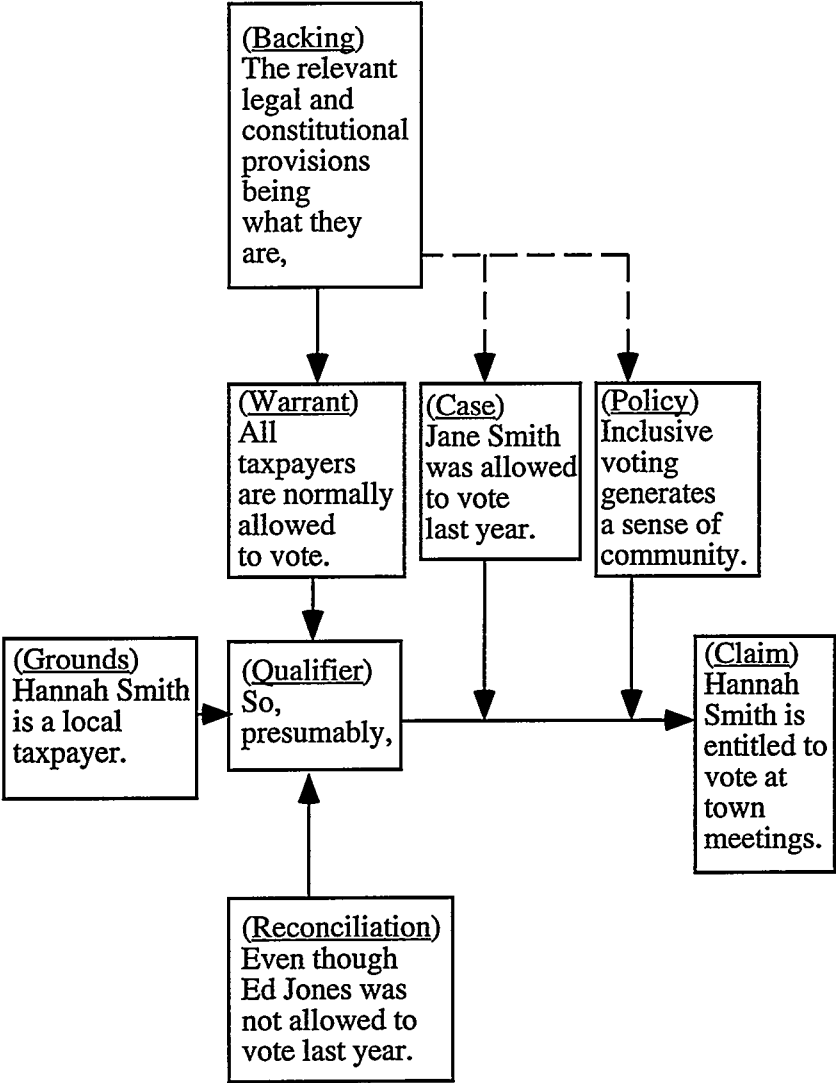 (Backing)
The relevant
legal and
constitutional
provisions
being
what they
are,
(Warrant)
All
taxpayers
are normally
allowed
to vote.
(Case)
Jane Smith
was allowed
to vote
last year.
(Policy)
Inclusive
voting
generates
a sense of
community.
(Grounds)
Hannah Smith
is a local
taxpayer.
(Qualifier)
So,
presumably,
(Claim)
Hannah
Smith is
entitled to
vote at
town
meetings.
(Reconciliation)
Even though
Ed Jones was
not allowed to
vote last year.